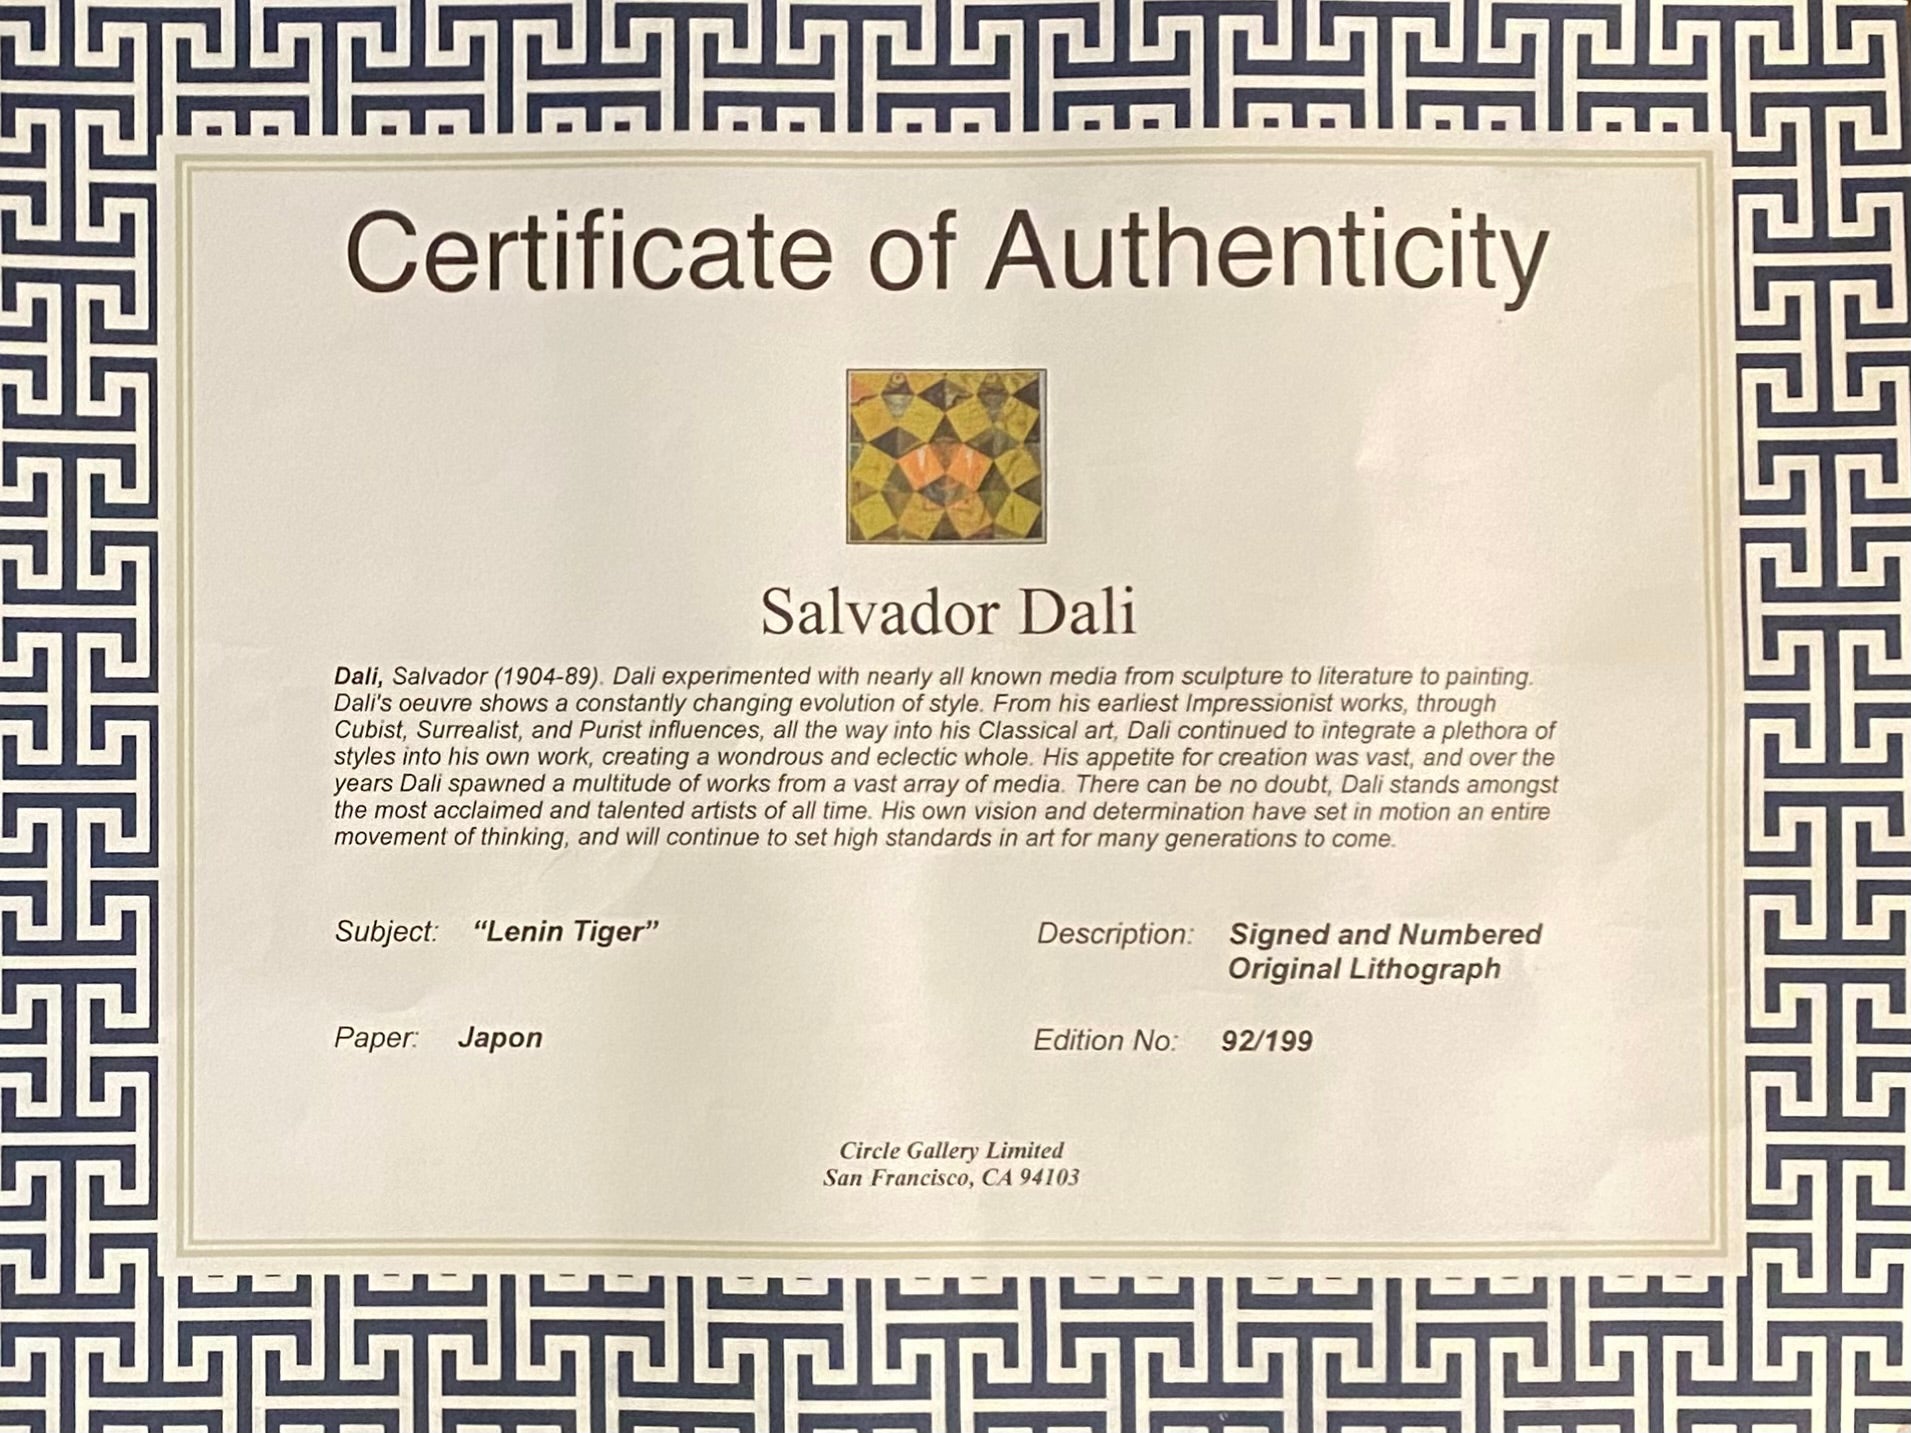 Certificate of Authenticity
Salvador Dali
Dali, Salvador (1904-89). Dali experimented with nearly all known media from sculpture to literature to painting.
Dali's oeuvre shows a constantly changing evolution of style. From his earliest Impressionist works, through
Cubist, Surrealist, and Purist influences, all the way into his Classical art, Dali continued to integrate a plethora of
styles into his own work, creating a wondrous and eclectic whole. His appetite for creation was vast, and over the
years Dali spawned a multitude of works from a vast array of media. There can be no doubt, Dali stands amongst
the most acclaimed and talented artists of all time. His own vision and determination have set in motion an entire
movement of thinking, and will continue to set high standards in art for many generations to come.
Subject: “Lenin Tiger”
Description: Signed and Numbered
Original Lithograph
Paper: Japon
Edition No: 92/199
Circle Gallery Limited
San Francisco, CA 94103